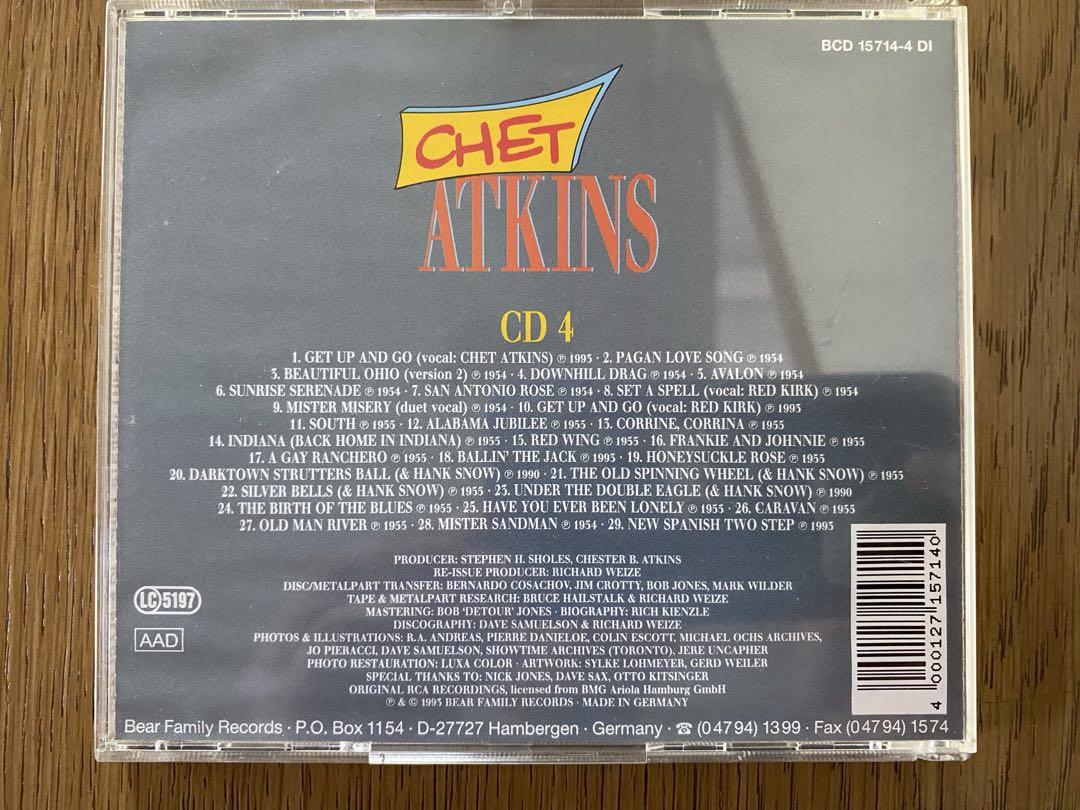 BCD 15714-4 DI
CHET
ATKINS
CD 4
1. GET UP AND GO (vocal: CHET ATKINS) ℗ 1993 · 2. PAGAN LOVE SONG ℗ 1954
3. BEAUTIFUL OHIO (version 2) ℗ 1954 · 4. DOWNHILL DRAG ℗ 1954 · 5. AVALON ℗ 1954
6. SUNRISE SERENADE ℗ 1954 · 7. SAN ANTONIO ROSE ℗ 1954 · 8. SET A SPELL (vocal: RED KIRK) ℗ 1954
9. MISTER MISERY (duet vocal) ℗ 1954 · 10. GET UP AND GO (vocal: RED KIRK) ℗ 1993
11. SOUTH ℗ 1955 · 12. ALABAMA JUBILEE ℗ 1955 · 13. CORRINE, CORRINA ℗ 1955
14. INDIANA (BACK HOME IN INDIANA) ℗ 1955 · 15. RED WING ℗ 1955 · 16. FRANKIE AND JOHNNIE ℗ 1955
17. A GAY RANCHERO ℗ 1955 · 18. BALLIN' THE JACK ℗ 1993 · 19. HONEYSUCKLE ROSE ℗ 1955
20. DARKTOWN STRUTTERS BALL (& HANK SNOW) ℗ 1990 · 21. THE OLD SPINNING WHEEL (& HANK SNOW) ℗ 1955
22. SILVER BELLS (& HANK SNOW) ℗ 1955 · 23. UNDER THE DOUBLE EAGLE (& HANK SNOW) ℗ 1990
24. THE BIRTH OF THE BLUES ℗ 1955 · 25. HAVE YOU EVER BEEN LONELY ℗ 1955 · 26. CARAVAN ℗ 1955
27. OLD MAN RIVER ℗ 1955 · 28. MISTER SANDMAN ℗ 1954 · 29. NEW SPANISH TWO STEP ℗ 1993
PRODUCER: STEPHEN H. SHOLES, CHESTER B. ATKINS
RE-ISSUE PRODUCER: RICHARD WEIZE
DISC/METALPART TRANSFER: BERNARDO COSACHOV, JIM CROTTY, BOB JONES, MARK WILDER
TAPE & METALPART RESEARCH: BRUCE HAILSTALK & RICHARD WEIZE
MASTERING: BOB 'DETOUR' JONES · BIOGRAPHY: RICH KIENZLE
DISCOGRAPHY: DAVE SAMUELSON & RICHARD WEIZE
PHOTOS & ILLUSTRATIONS: R.A. ANDREAS, PIERRE DANIELOE, COLIN ESCOTT, MICHAEL OCHS ARCHIVES,
JO PIERACCI, DAVE SAMUELSON, SHOWTIME ARCHIVES (TORONTO), JERE UNCAPHER
PHOTO RESTAURATION: LUXA COLOR · ARTWORK: SYLKE LOHMEYER, GERD WEILER
SPECIAL THANKS TO: NICK JONES, DAVE SAX, OTTO KITSINGER
ORIGINAL RCA RECORDINGS, licensed from BMG Ariola Hamburg GmbH
℗ & © 1993 BEAR FAMILY RECORDS · MADE IN GERMANY
LC 5197
AAD
4 000127 157140
Bear Family Records · P.O. Box 1154 · D-27727 Hambergen · Germany · ☎ (04794) 1399 · Fax (04794) 1574